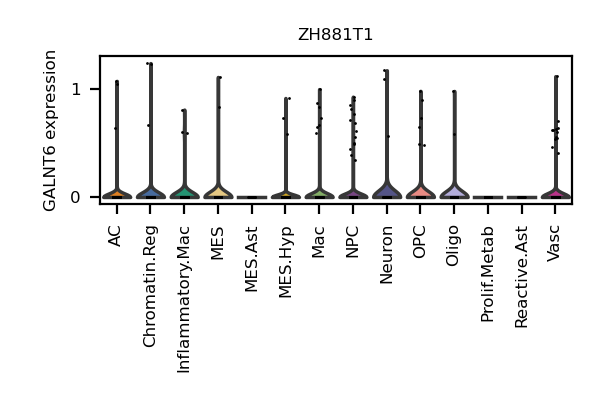 ZH881T1
GALNT6 expression
1
0
AC
Chromatin.Reg
Inflammatory.Mac
MES
MES.Ast
MES.Hyp
Mac
NPC
Neuron
OPC
Oligo
Prolif.Metab
Reactive.Ast
Vasc